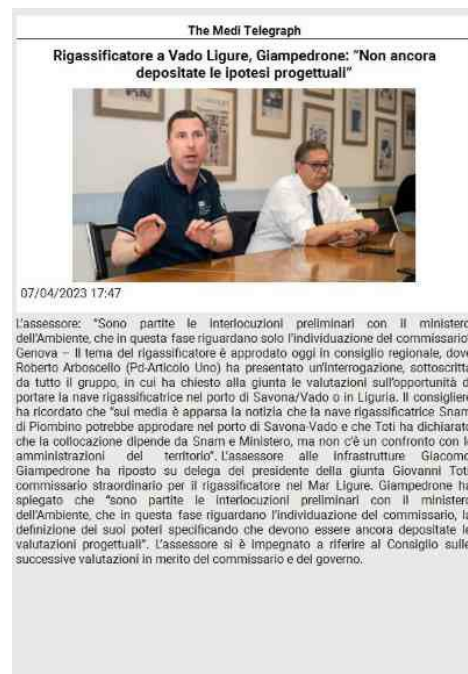 The Medi Telegraph
Rigassificatore a Vado Ligure, Giampedrone: “Non ancora
depositate le ipotesi progettuali”
07/04/2023 17:47
L'assessore: “Sono partite le interlocuzioni preliminari con il ministero
dell'Ambiente, che in questa fase riguardano solo l'individuazione del commissario”
Genova – Il tema del rigassificatore è approdato oggi in consiglio regionale, dove
Roberto Arboscello (Pd-Articolo Uno) ha presentato un'interrogazione, sottoscritta
da tutto il gruppo, in cui ha chiesto alla giunta le valutazioni sull'opportunità di
portare la nave rigassificatrice nel porto di Savona/Vado o in Liguria. Il consigliere
ha ricordato che “sui media è apparsa la notizia che la nave rigassificatrice Snam
di Piombino potrebbe approdare nel porto di Savona-Vado e che Toti ha dichiarato
che la collocazione dipende da Snam e Ministero, ma non c'è un confronto con le
amministrazioni del territorio”. L'assessore alle infrastrutture Giacomo
Giampedrone ha riposto su delega del presidente della giunta Giovanni Toti
commissario straordinario per il rigassificatore nel Mar Ligure. Giampedrone ha
spiegato che “sono partite le interlocuzioni preliminari con il ministero
dell'Ambiente, che in questa fase riguardano l'individuazione del commissario, la
definizione dei suoi poteri specificando che devono essere ancora depositate le
valutazioni progettuali”. L'assessore si è impegnato a riferire al Consiglio sulle
successive valutazioni in merito del commissario e del governo.